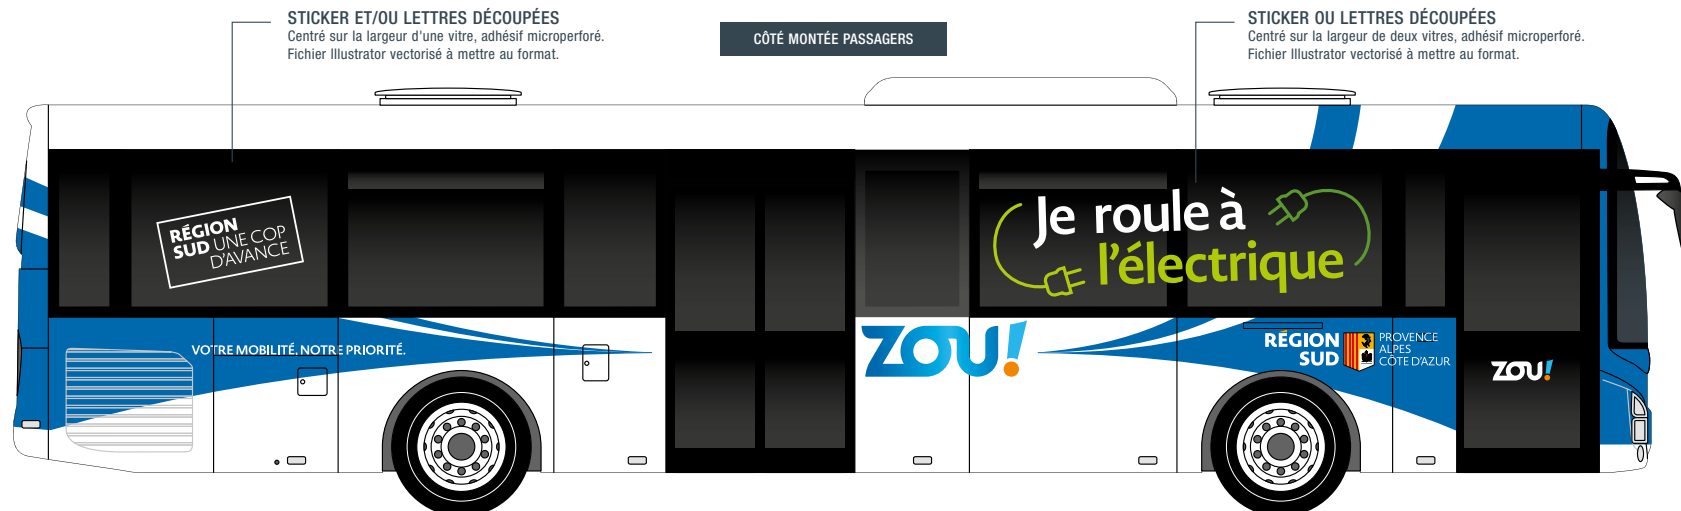 STICKER ET/OU LETTRES DÉCOUPÉES
Centré sur la largeur d'une vitre, adhésif microperforé.
Fichier Illustrator vectorisé à mettre au format.
CÔTÉ MONTÉE PASSAGERS
STICKER OU LETTRES DÉCOUPÉES
Centré sur la largeur de deux vitres, adhésif microperforé.
Fichier Illustrator vectorisé à mettre au format.
RÉGION
SUD UNE COP
D'AVANCE
Je roule à
l'électrique
VOTRE MOBILITÉ. NOTRE PRIORITÉ.
ZOU!
RÉGION
SUD
PROVENCE
ALPES
CÔTE D'AZUR
ZOU!